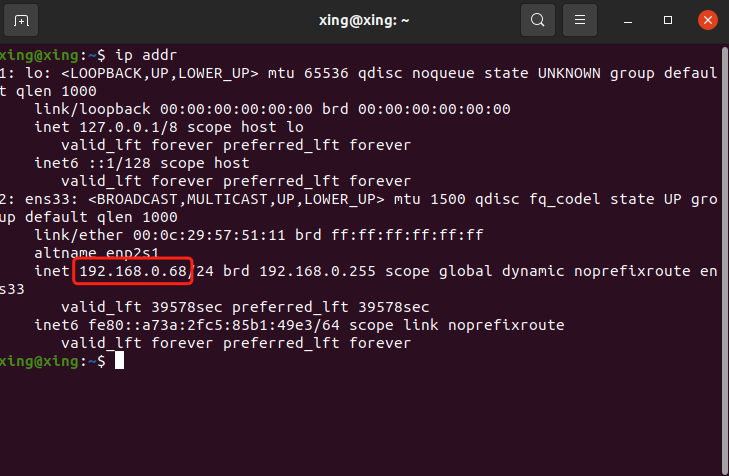 xing@xing: ~
xing@xing:~$ ip addr
1: lo: <LOOPBACK,UP,LOWER_UP> mtu 65536 qdisc noqueue state UNKNOWN group defaul
t qlen 1000
    link/loopback 00:00:00:00:00:00 brd 00:00:00:00:00:00
    inet 127.0.0.1/8 scope host lo
       valid_lft forever preferred_lft forever
    inet6 ::1/128 scope host
       valid_lft forever preferred_lft forever
2: ens33: <BROADCAST,MULTICAST,UP,LOWER_UP> mtu 1500 qdisc fq_codel state UP gro
up default qlen 1000
    link/ether 00:0c:29:57:51:11 brd ff:ff:ff:ff:ff:ff
    altname enp2s1
    inet 192.168.0.68/24 brd 192.168.0.255 scope global dynamic noprefixroute en
s33
       valid_lft 39578sec preferred_lft 39578sec
    inet6 fe80::a73a:2fc5:85b1:49e3/64 scope link noprefixroute
       valid_lft forever preferred_lft forever
xing@xing:~$